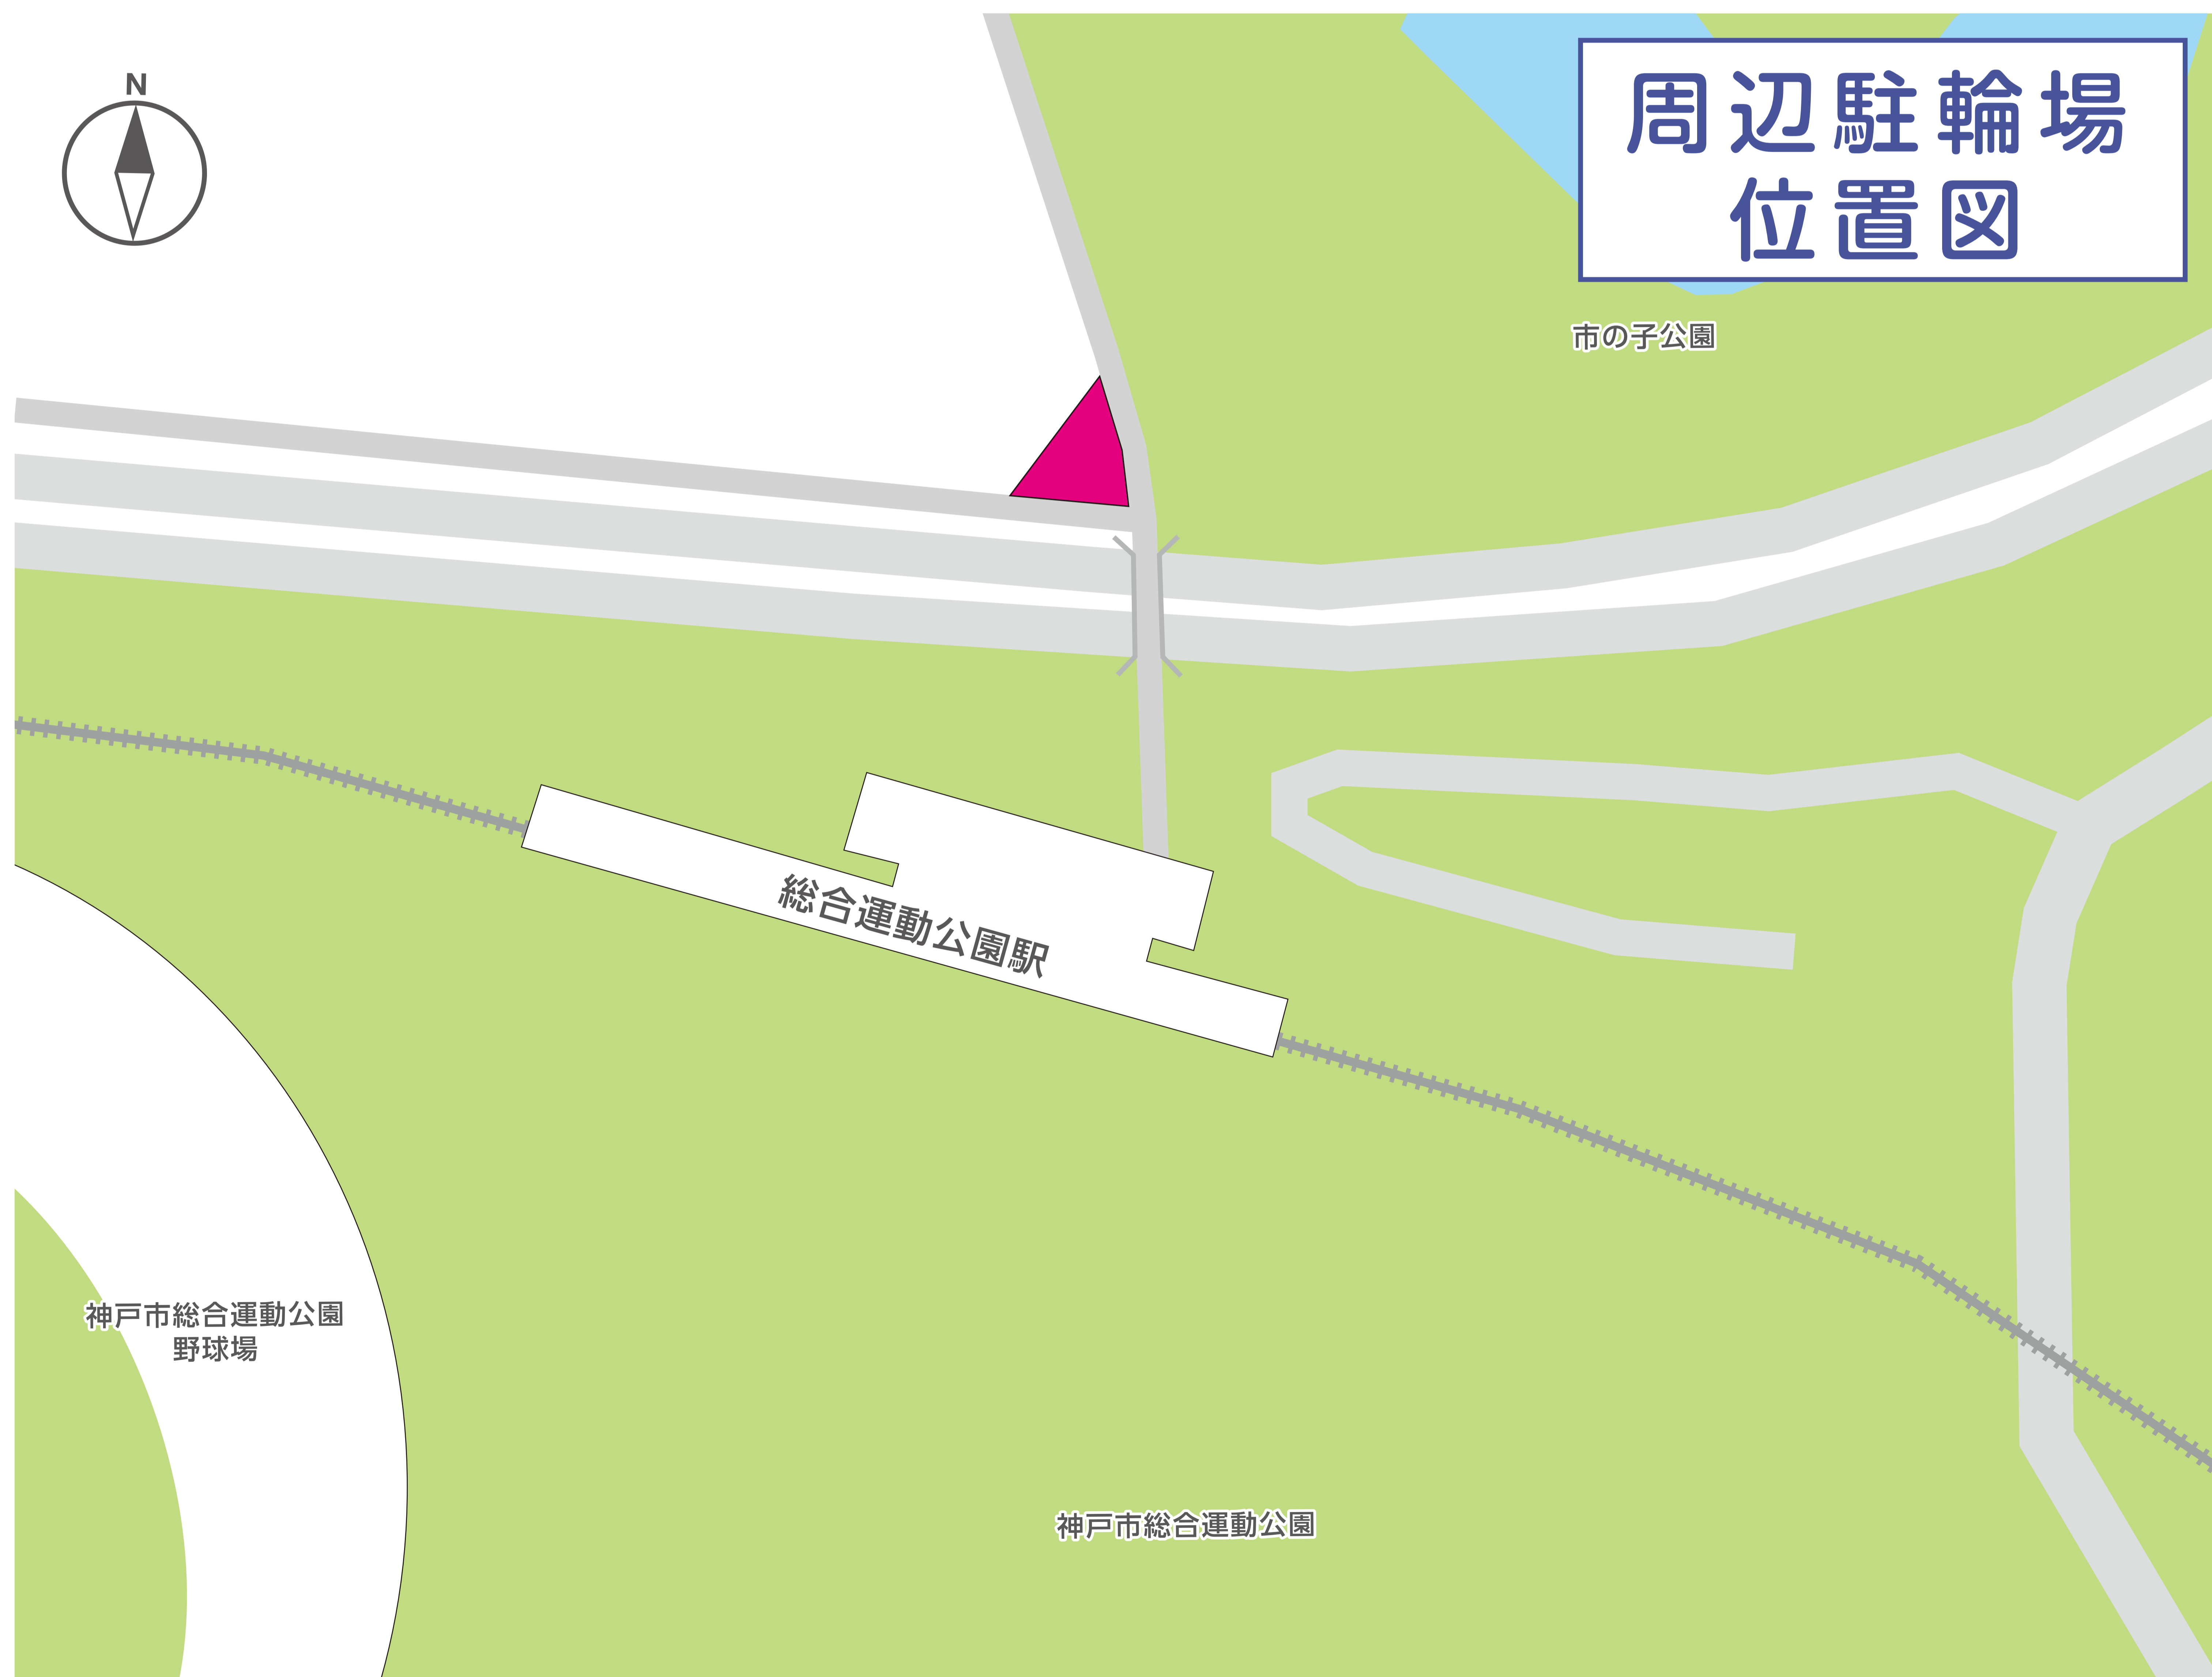 N
周辺駐輪場
位置図
市の子公園
総合運動公園駅
神戸市総合運動公園
野球場
神戸市総合運動公園